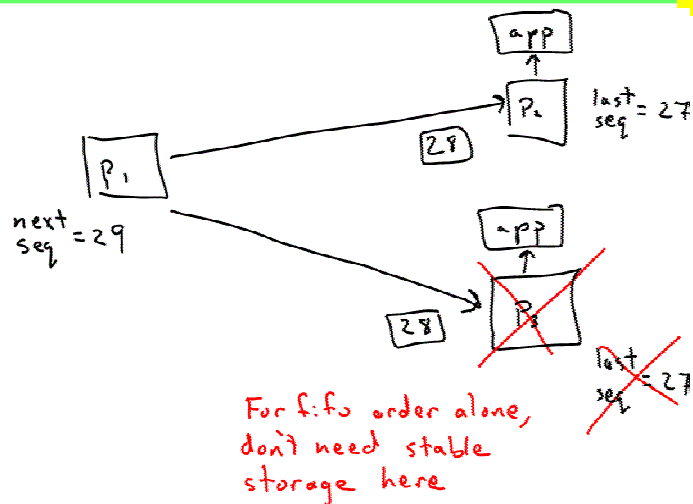 app
P₂
last
seq = 27
28
P₁
next
seq = 29
app
P₃
28
last
seq = 27
For fifo order alone,
don't need stable
storage here